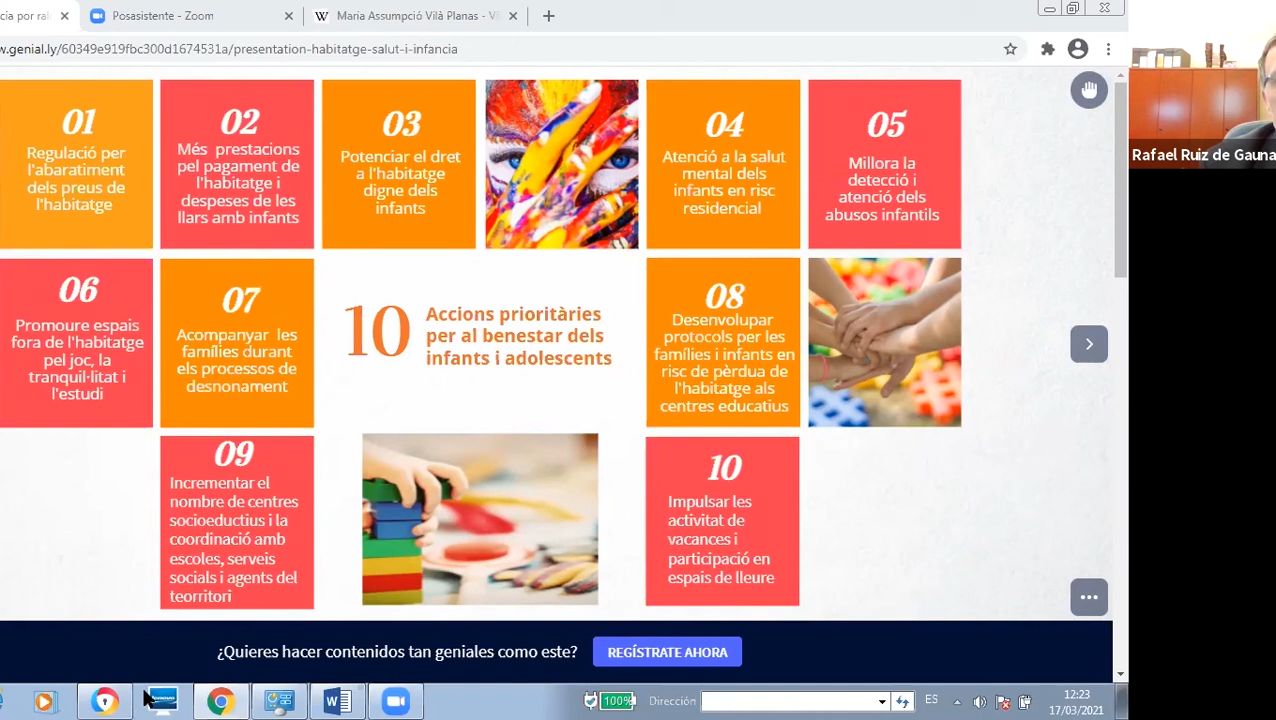 cia por ral
Posasistente - Zoom
W Maria Assumpció Vilà Planas - Vi
w.genial.ly/60349e919fbc300d1674531a/presentation-habitatge-salut-i-infancia
01
Regulació per
l'abaratiment
dels preus de
l'habitatge
02
Més prestacions
pel pagament de
l'habitatge i
despeses de les
llars amb infants
03
Potenciar el dret
a l'habitatge
digne dels
infants
04
Atenció a la salut
mental dels
infants en risc
residencial
05
Millora la
detecció i
atenció dels
abusos infantils
Rafael Ruiz de Gauna
06
Promoure espais
fora de l'habitatge
pel joc, la
tranquil·litat i
l'estudi
07
Acompanyar les
famílies durant
els processos de
desnonament
10
Accions prioritàries
per al benestar dels
infants i adolescents
08
Desenvolupar
protocols per les
famílies i infants en
risc de pèrdua de
l'habitatge als
centres educatius
09
Incrementar el
nombre de centres
socioeductius i la
coordinació amb
escoles, serveis
socials i agents del
teorritori
10
Impulsar les
activitat de
vacances i
participació en
espais de lleure
¿Quieres hacer contenidos tan geniales como este?
REGÍSTRATE AHORA
100%
Dirección
ES
12:23
17/03/2021